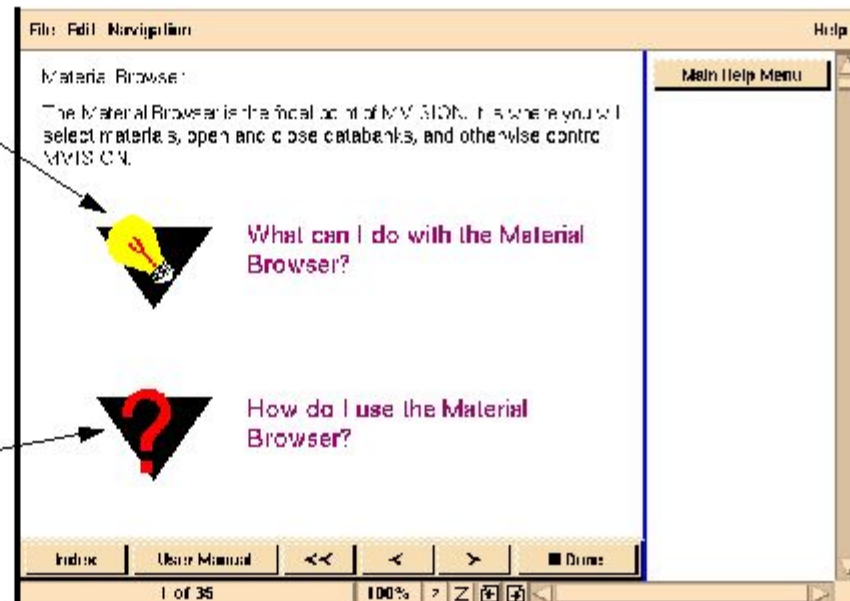 File Edit Navigation Help
Material Browser
Main Help Menu
The Material Browser is the focal point of MVISION. It is where you will
select materials, open and close databanks, and otherwise control
MVISION.
What can I do with the Material
Browser?
?
How do I use the Material
Browser?
Index User Manual << < > Done
1 of 35 100% z Z